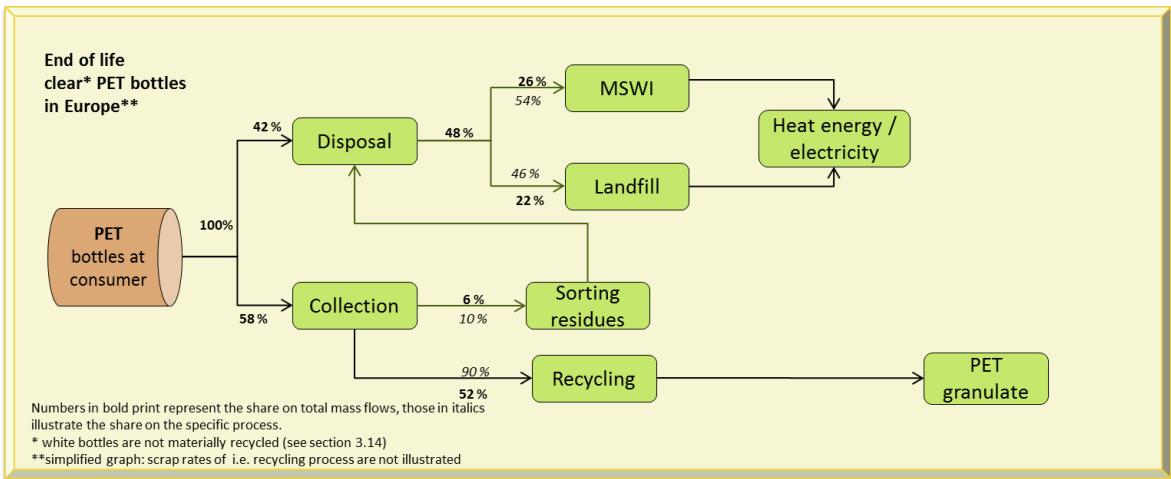 End of life
clear* PET bottles
in Europe**
26 %
54%
MSWI
42 %
Disposal
48 %
Heat energy /
electricity
46 %
22 %
Landfill
100%
PET
bottles at
consumer
58 %
Collection
6 %
10 %
Sorting
residues
90 %
52 %
Recycling
PET
granulate
Numbers in bold print represent the share on total mass flows, those in italics
illustrate the share on the specific process.
* white bottles are not materially recycled (see section 3.14)
**simplified graph: scrap rates of i.e. recycling process are not illustrated